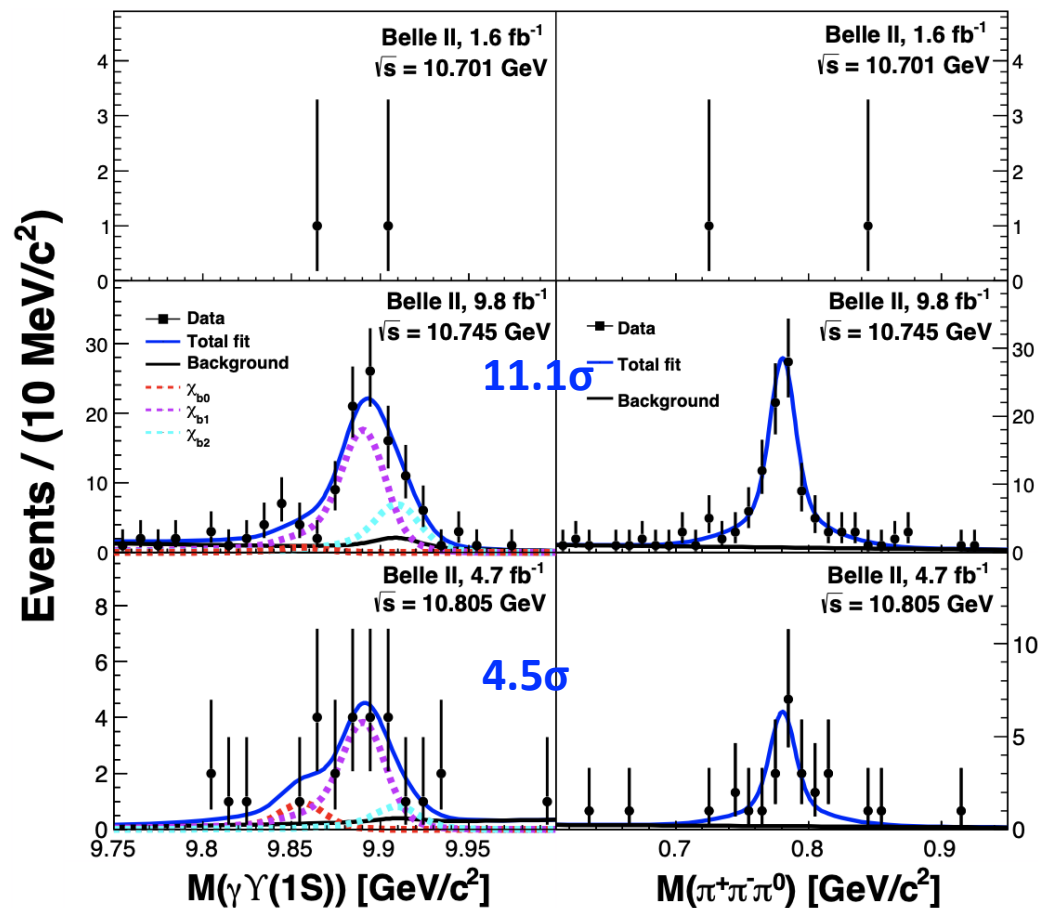 Events / (10 MeV/c²)
4
3
2
1
0
Belle II, 1.6 fb⁻¹
√s = 10.701 GeV
Belle II, 1.6 fb⁻¹
√s = 10.701 GeV
4
3
2
1
0
30
20
10
0
Belle II, 9.8 fb⁻¹
√s = 10.745 GeV
Data
Total fit
Background
χb0
χb1
χb2
11.1σ
Belle II, 9.8 fb⁻¹
√s = 10.745 GeV
Data
Total fit
Background
30
20
10
0
8
6
4
2
0
Belle II, 4.7 fb⁻¹
√s = 10.805 GeV
4.5σ
Belle II, 4.7 fb⁻¹
√s = 10.805 GeV
10
5
0
9.75 9.8 9.85 9.9 9.95
0.7 0.8 0.9
M(γϒ(1S)) [GeV/c²]
M(π⁺π⁻π⁰) [GeV/c²]